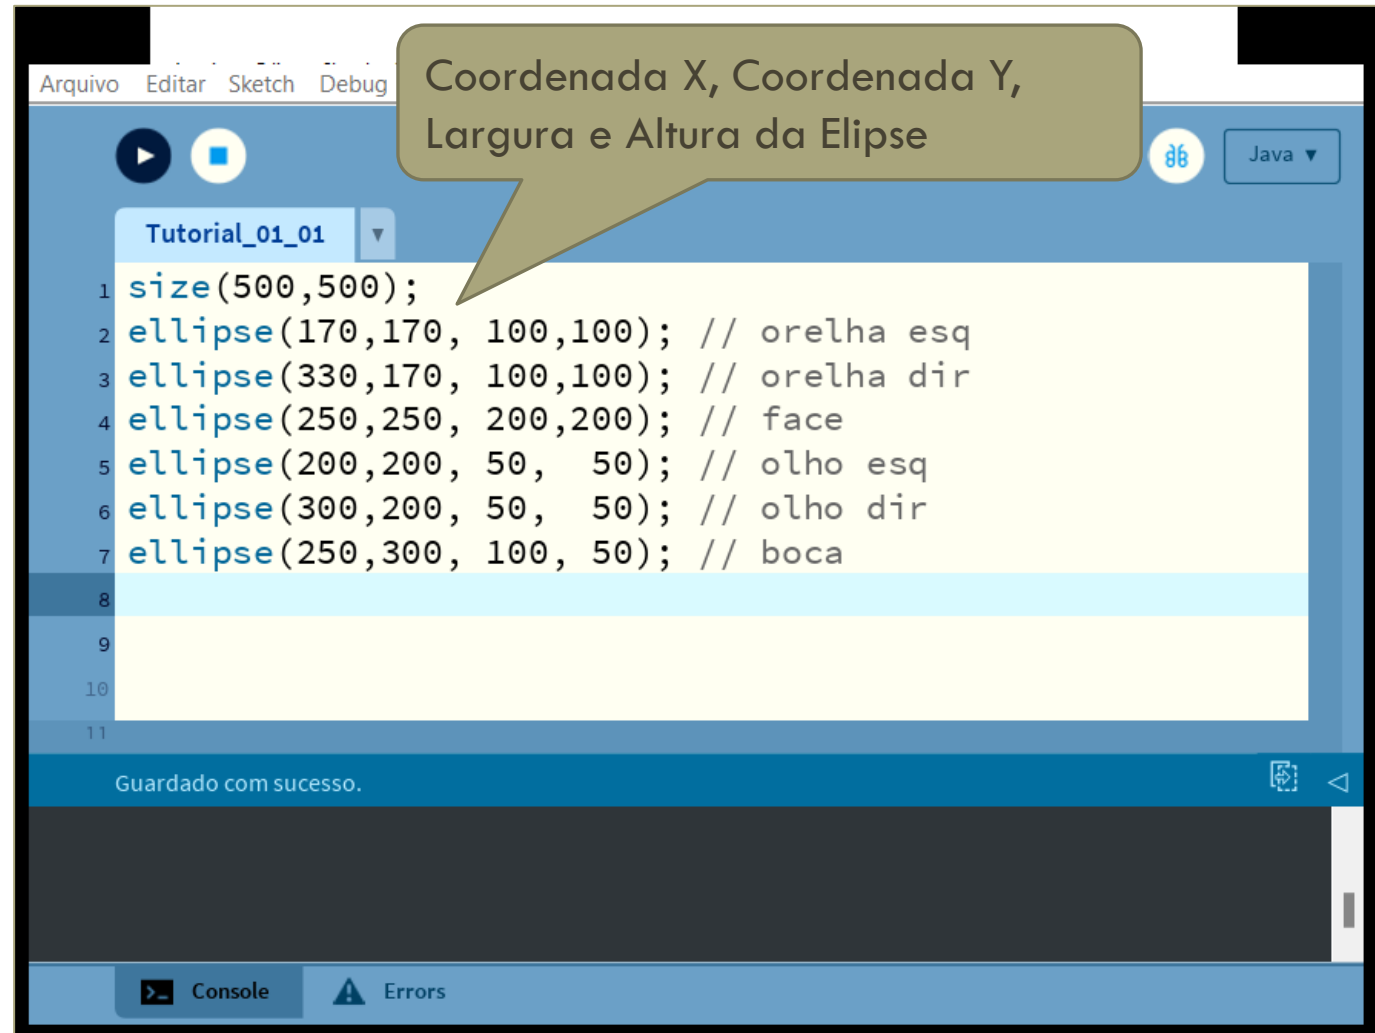 Arquivo Editar Sketch Debug
Coordenada X, Coordenada Y,
Largura e Altura da Elipse
Java ▼
Tutorial_01_01 ▼
1 size(500,500);
2 ellipse(170,170, 100,100); // orelha esq
3 ellipse(330,170, 100,100); // orelha dir
4 ellipse(250,250, 200,200); // face
5 ellipse(200,200, 50,  50); // olho esq
6 ellipse(300,200, 50,  50); // olho dir
7 ellipse(250,300, 100, 50); // boca
8
9
10
11
Guardado com sucesso.
Console Errors